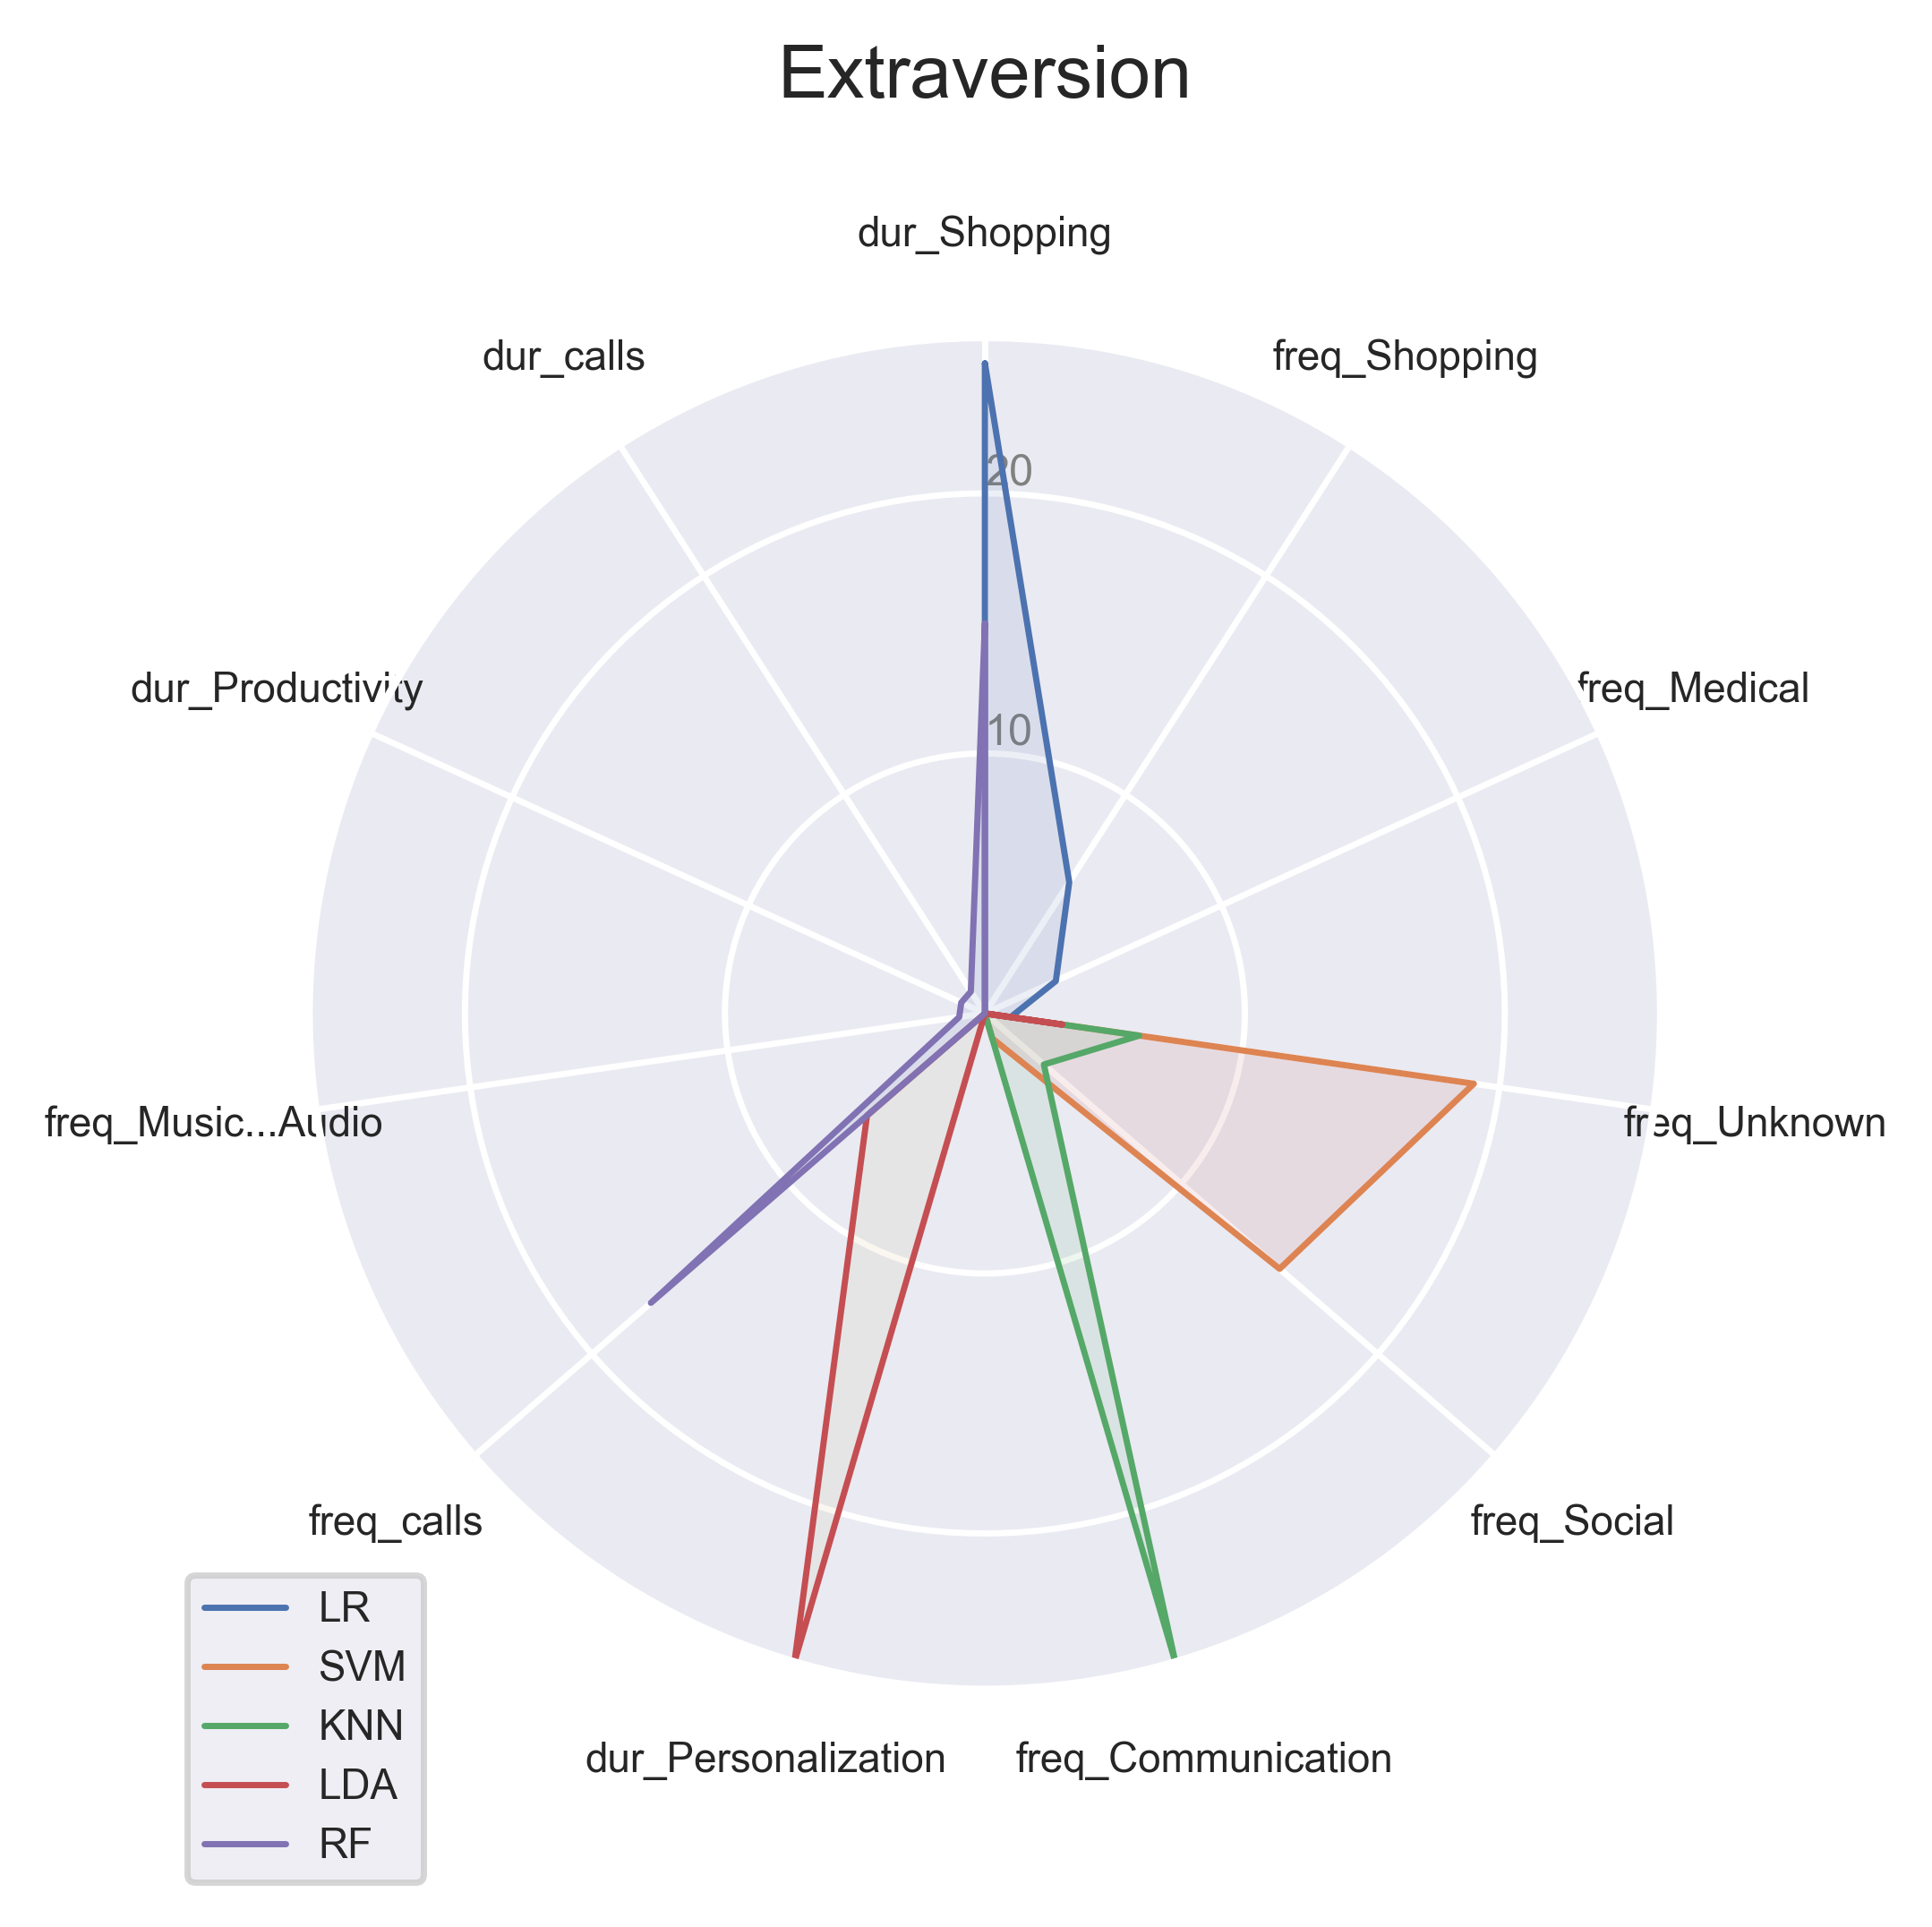 Extraversion
dur_Shopping
dur_calls
freq_Shopping
20
dur_Productivity
freq_Medical
10
freq_Music...Audio
freq_Unknown
freq_calls
freq_Social
dur_Personalization
freq_Communication
LR
SVM
KNN
LDA
RF